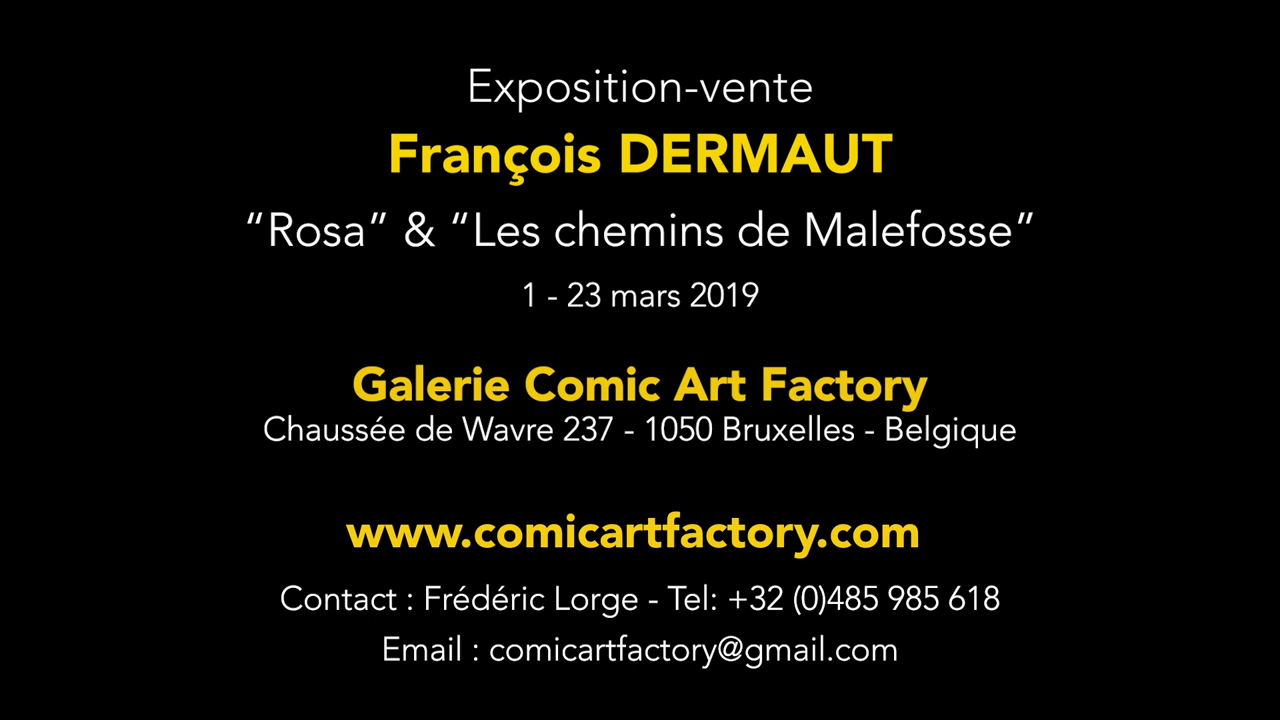 Exposition-vente
François DERMAUT
“Rosa” & “Les chemins de Malefosse”
1 - 23 mars 2019
Galerie Comic Art Factory
Chaussée de Wavre 237 - 1050 Bruxelles - Belgique
www.comicartfactory.com
Contact : Frédéric Lorge - Tel: +32 (0)485 985 618
Email : comicartfactory@gmail.com